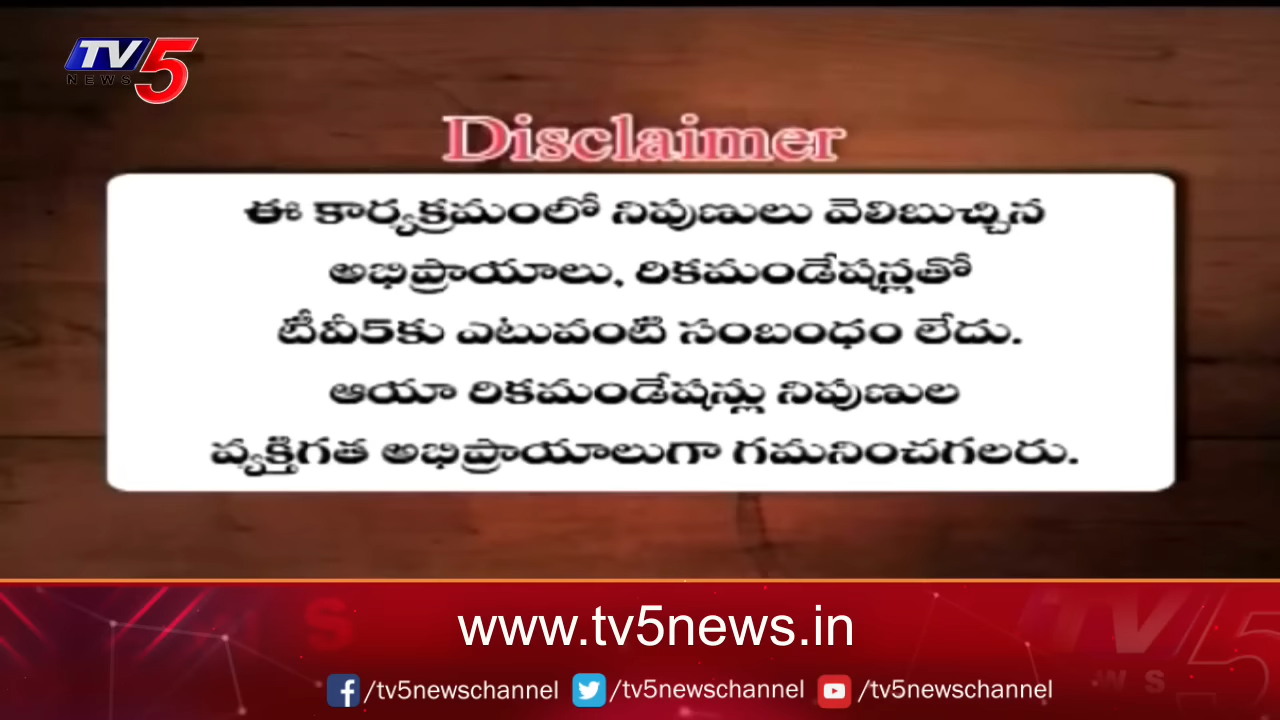 TV5
NEWS
Disclaimer
ఈ కార్యక్రమంలో నిపుణులు వెలిబుచ్చిన
అభిప్రాయాలు, రికమండేషన్లతో
టీవీ5కు ఎటువంటి సంబంధం లేదు.
ఆయా రికమండేషన్లు నిపుణుల
వ్యక్తిగత అభిప్రాయాలుగా గమనించగలరు.
www.tv5news.in
/tv5newschannel /tv5newschannel /tv5newschannel